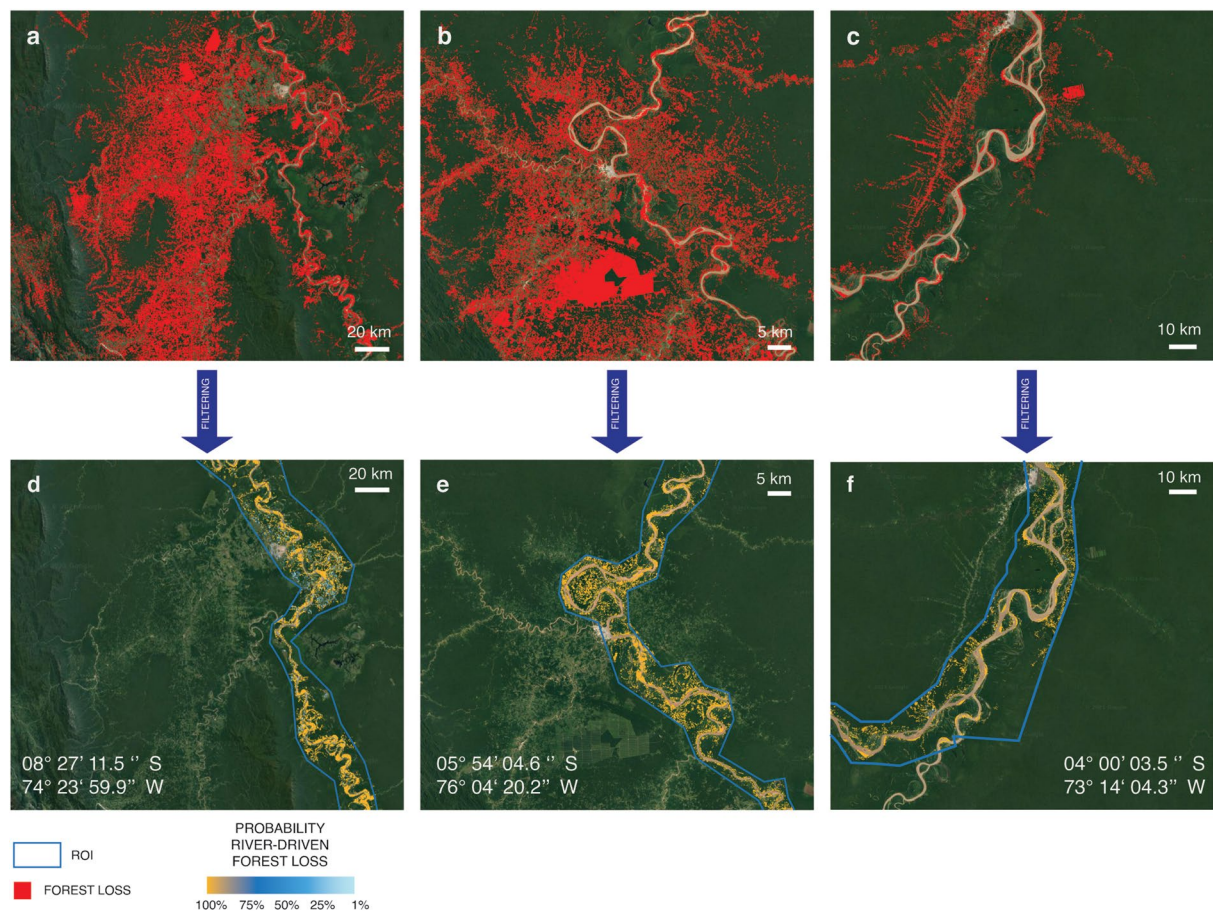 a
b
c
20 km
5 km
10 km
FILTERING
FILTERING
FILTERING
d
20 km
e
5 km
f
10 km
08° 27' 11.5 '' S
74° 23' 59.9'' W
05° 54' 04.6 '' S
76° 04' 20.2'' W
04° 00' 03.5 '' S
73° 14' 04.3'' W
ROI
FOREST LOSS
PROBABILITY
RIVER-DRIVEN
FOREST LOSS
100% 75% 50% 25% 1%